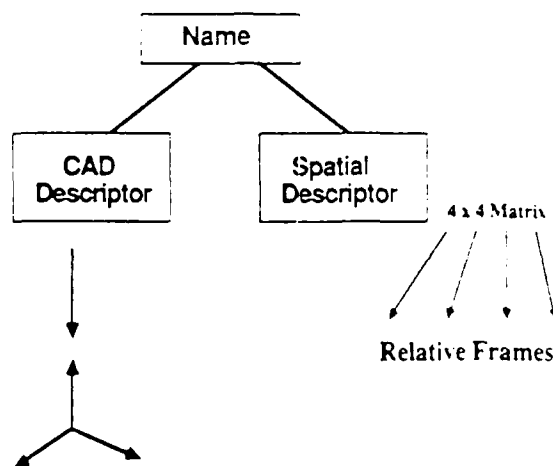 Name
CAD
Descriptor
Spatial
Descriptor
4 x 4 Matrix
Relative Frames